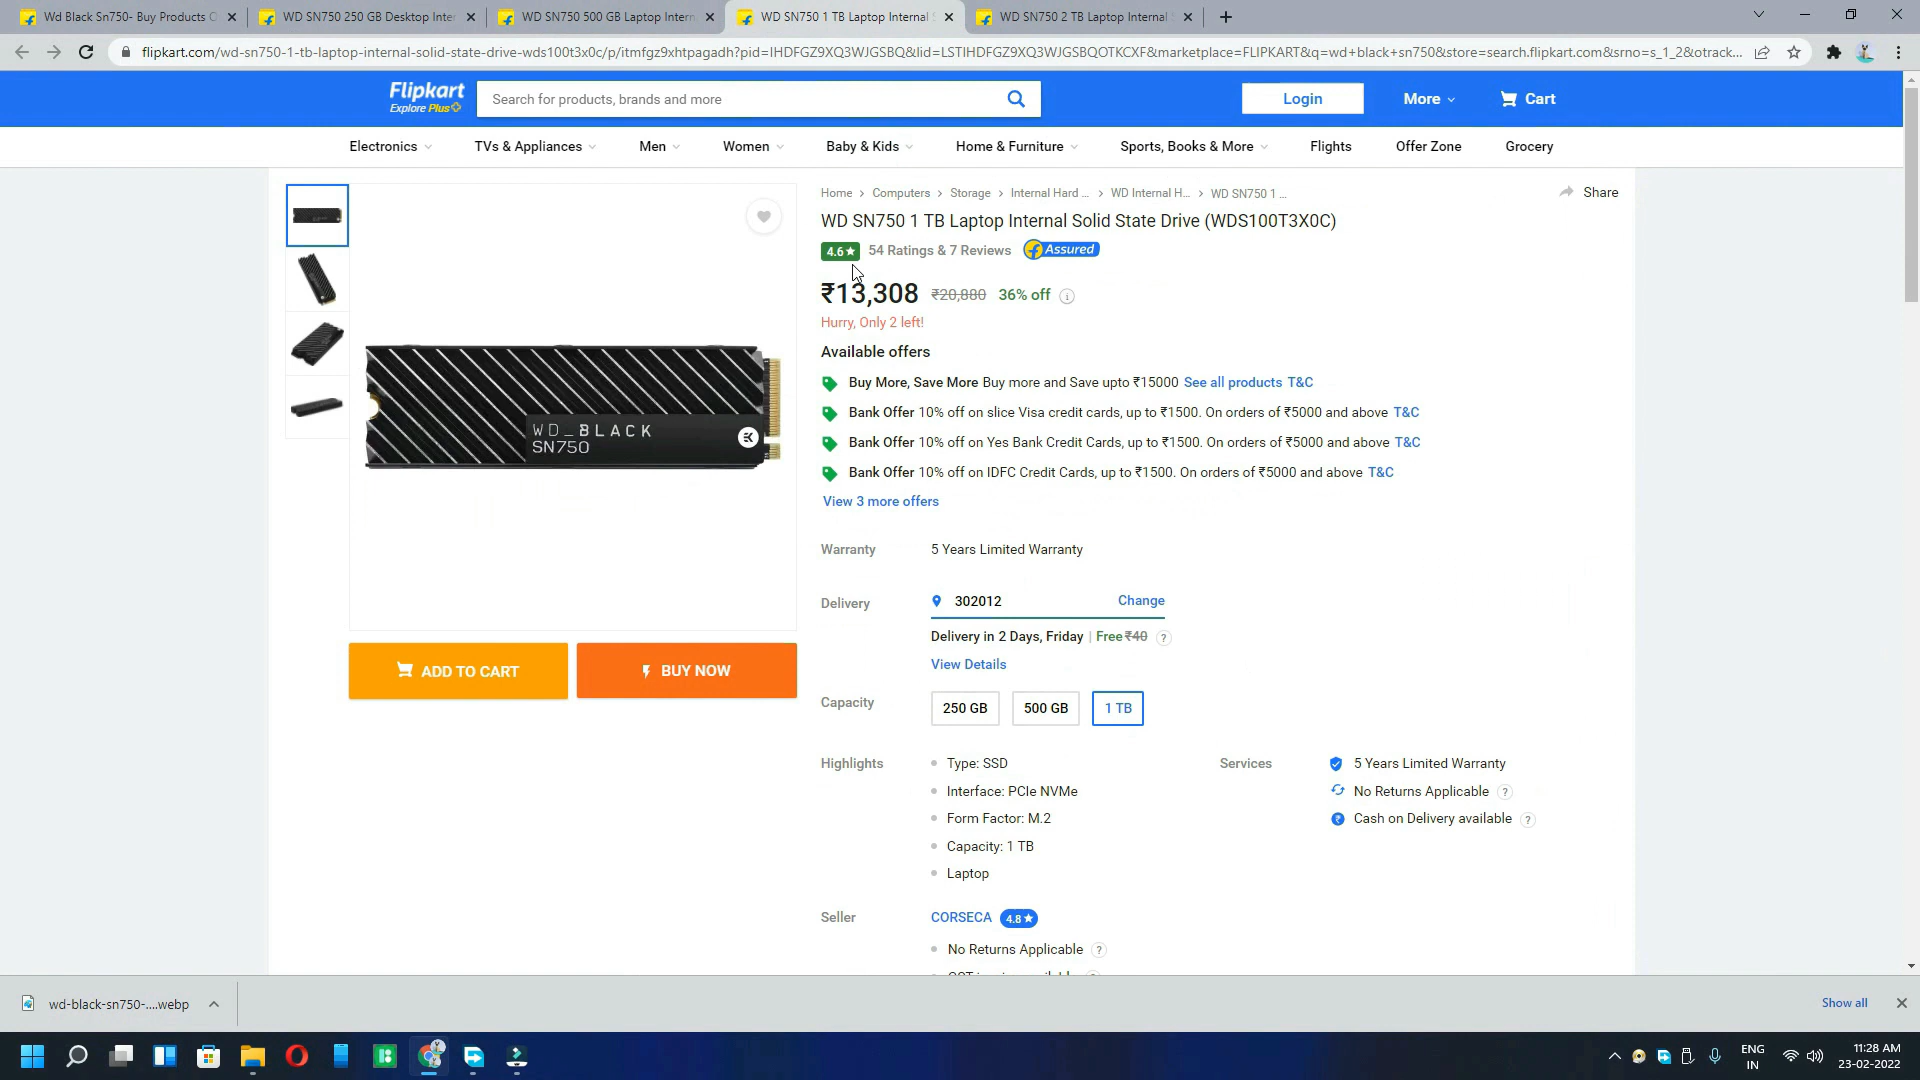 Wd Black Sn750- Buy Products O
WD SN750 250 GB Desktop Inter
WD SN750 500 GB Laptop Intern
WD SN750 1 TB Laptop Internal S
WD SN750 2 TB Laptop Internal
flipkart.com/wd-sn750-1-tb-laptop-internal-solid-state-drive-wds100t3x0c/p/itmfgz9xhtpagadh?pid=IHDFGZ9XQ3WJGSBQ&lid=LSTIHDFGZ9XQ3WJGSBQOTKCXF&marketplace=FLIPKART&q=wd+black+sn750&store=search.flipkart.com&srno=s_1_2&otrack...
Flipkart
Explore Plus
Search for products, brands and more
Login
More
Cart
Electronics
TVs & Appliances
Men
Women
Baby & Kids
Home & Furniture
Sports, Books & More
Flights
Offer Zone
Grocery
Home > Computers > Storage > Internal Hard ... > WD Internal H... > WD SN750 1 ...
Share
WD SN750 1 TB Laptop Internal Solid State Drive (WDS100T3X0C)
4.6★ 54 Ratings & 7 Reviews Assured
₹13,308 ₹20,880 36% off
Hurry, Only 2 left!
Available offers
Buy More, Save More Buy more and Save upto ₹15000 See all products T&C
Bank Offer 10% off on slice Visa credit cards, up to ₹1500. On orders of ₹5000 and above T&C
Bank Offer 10% off on Yes Bank Credit Cards, up to ₹1500. On orders of ₹5000 and above T&C
Bank Offer 10% off on IDFC Credit Cards, up to ₹1500. On orders of ₹5000 and above T&C
View 3 more offers
WD_BLACK
SN750
ADD TO CART
BUY NOW
Warranty
5 Years Limited Warranty
Delivery
302012
Change
Delivery in 2 Days, Friday | Free ₹40 ?
View Details
Capacity
250 GB
500 GB
1 TB
Highlights
Type: SSD
Interface: PCIe NVMe
Form Factor: M.2
Capacity: 1 TB
Laptop
Services
5 Years Limited Warranty
No Returns Applicable ?
Cash on Delivery available ?
Seller
CORSECA 4.8★
No Returns Applicable ?
wd-black-sn750-....webp
Show all
ENG
IN
11:28 AM
23-02-2022